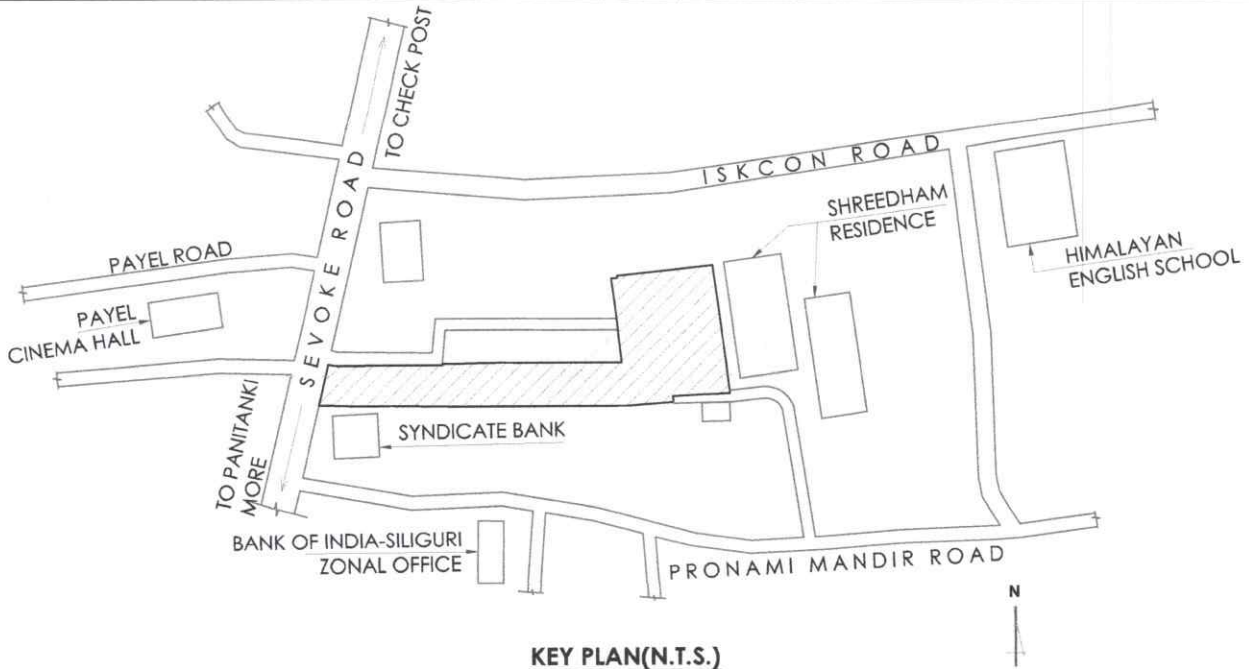 TO CHECK POST
SEVOKE ROAD
ISKCON ROAD
SHREEDHAM
RESIDENCE
PAYEL ROAD
HIMALAYAN
ENGLISH SCHOOL
PAYEL
CINEMA HALL
SYNDICATE BANK
TO PANITANKI
MORE
BANK OF INDIA-SILIGURI
ZONAL OFFICE
PRONAMI MANDIR ROAD
N
KEY PLAN(N.T.S.)